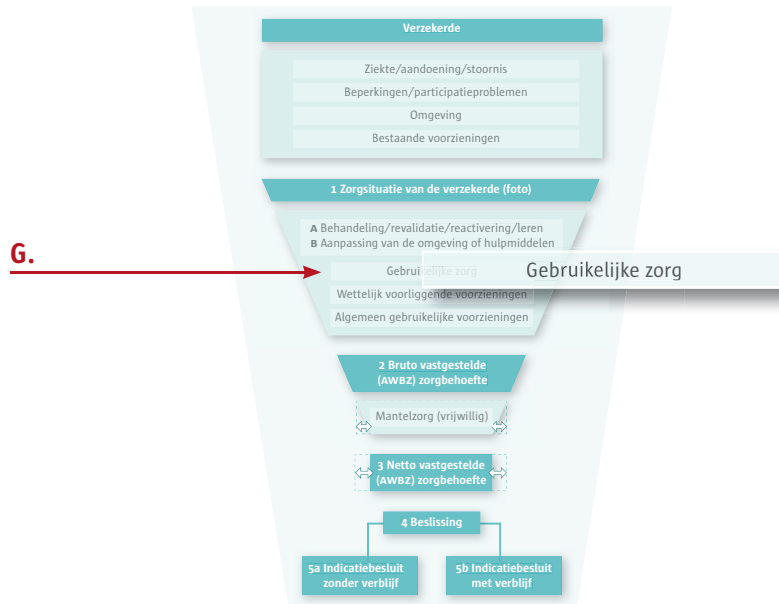 Verzekerde
Ziekte/aandoening/stoornis
Beperkingen/participatieproblemen
Omgeving
Bestaande voorzieningen
1 Zorgsituatie van de verzekerde (foto)
A Behandeling/revalidatie/reactivering/leren
B Aanpassing van de omgeving of hulpmiddelen
G.
Gebruikelijke zorg
Gebruikelijke zorg
Wettelijk voorliggende voorzieningen
Algemeen gebruikelijke voorzieningen
2 Bruto vastgestelde
(AWBZ) zorgbehoefte
Mantelzorg (vrijwillig)
3 Netto vastgestelde
(AWBZ) zorgbehoefte
4 Beslissing
5a Indicatiebesluit
zonder verblijf
5b Indicatiebesluit
met verblijf